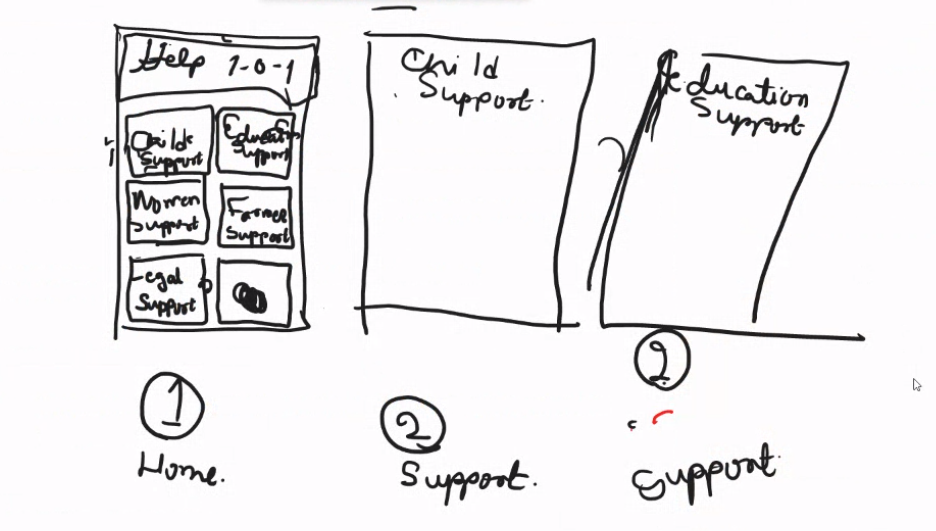 Help 1-0-1
Child
Support
Education
Support
Women
Support
Farmer
Support
Legal
Support
1
Home.
Child
Support.
2
Support.
Education
Support
2
Support